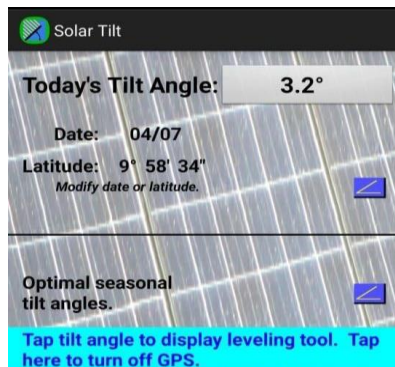 Solar Tilt
Today's Tilt Angle: 3.2°
Date: 04/07
Latitude: 9° 58' 34"
Modify date or latitude.
Optimal seasonal
tilt angles.
Tap tilt angle to display leveling tool. Tap
here to turn off GPS.